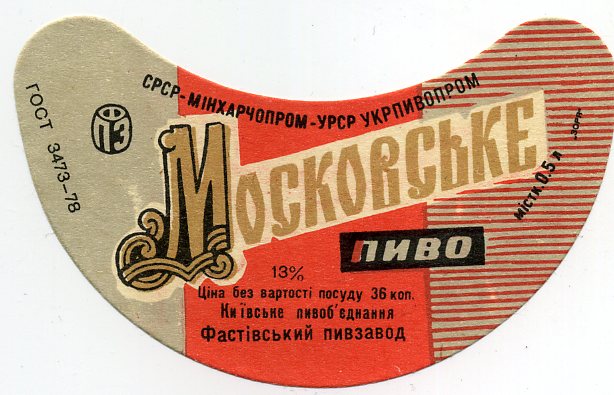 СРСР-МІНХАРЧОПРОМ-УРСР УКРПИВОПРОМ
ГОСТ 3473-78
ФПЗ
МОСКОВСЬКЕ
ПИВО
містк. 0,5 л
13%
Ціна без вартості посуду 36 коп.
Київське пивоб'єднання
Фастівський пивзавод